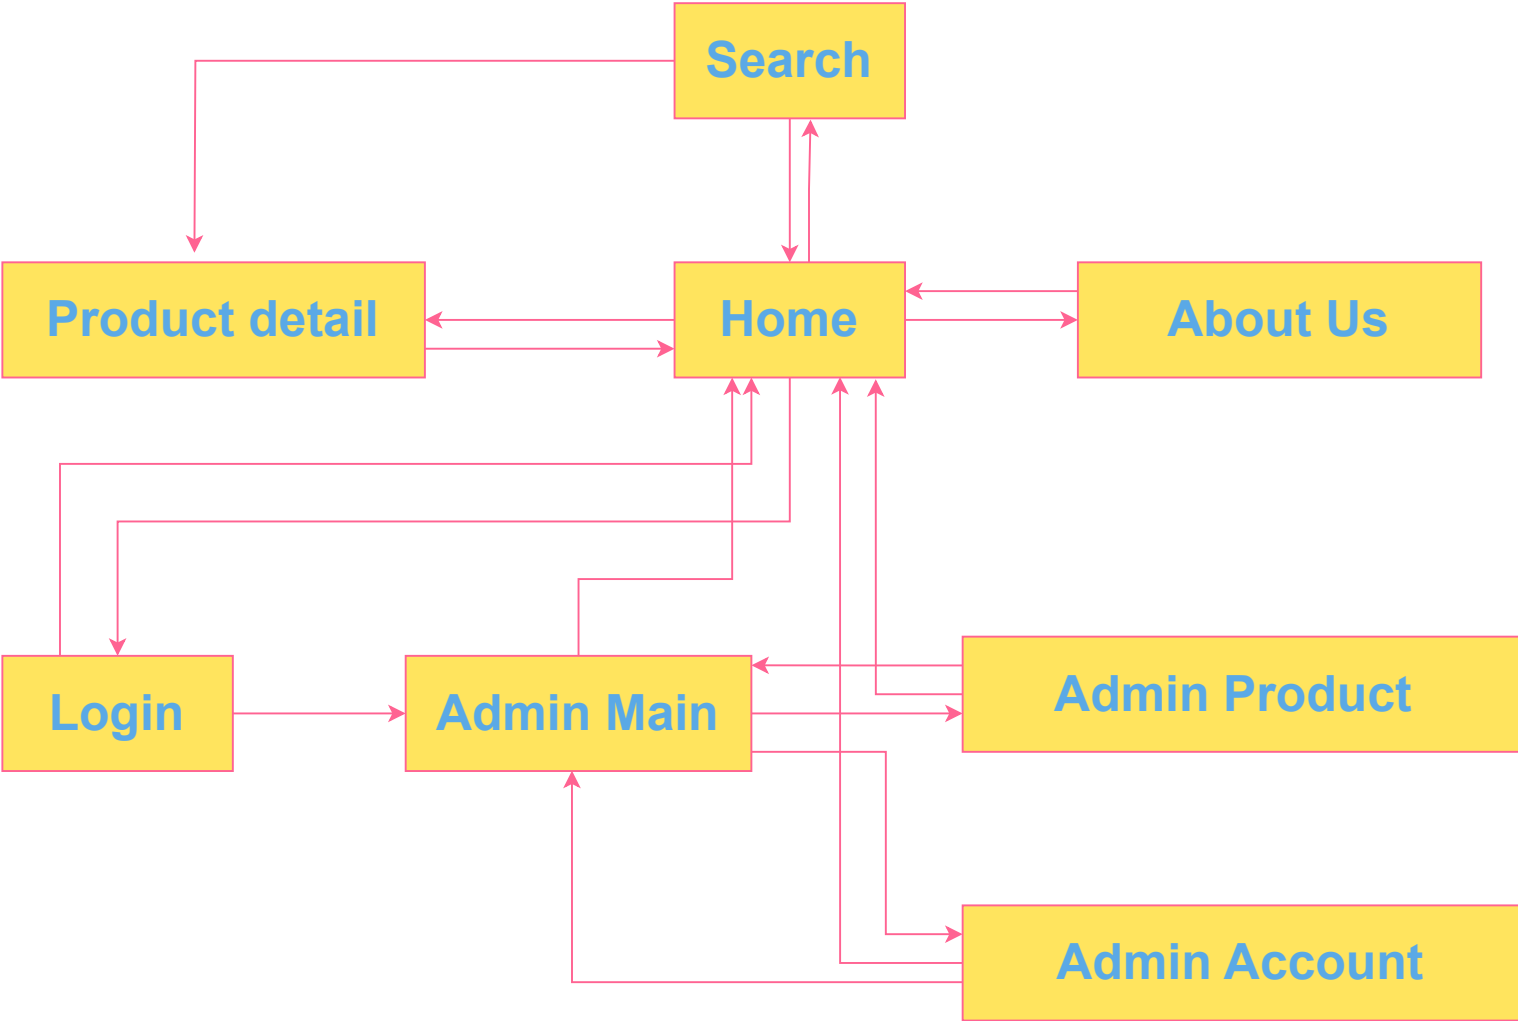 Search
Product detail
Home
About Us
Login
Admin Main
Admin Product
Admin Account